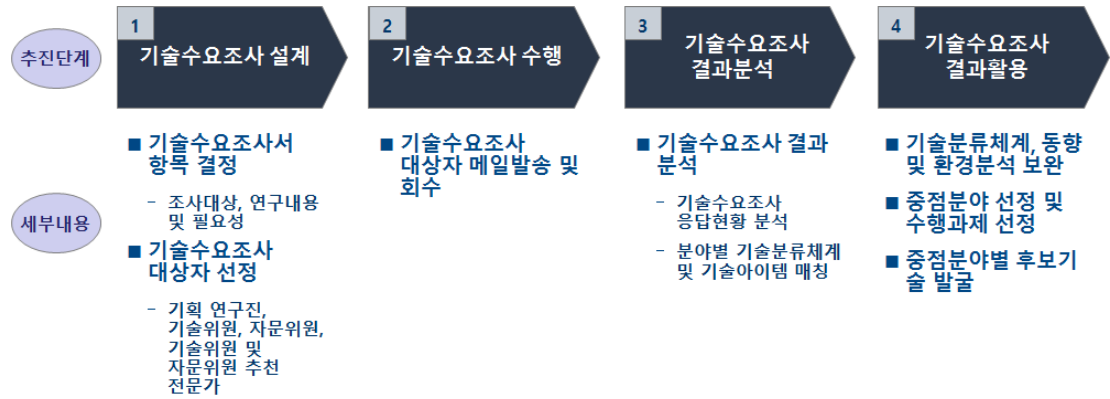 추진단계
1
기술수요조사 설계
2
기술수요조사 수행
3
기술수요조사
결과분석
4
기술수요조사
결과활용
세부내용
■ 기술수요조사서
항목 결정
- 조사대상, 연구내용
및 필요성
■ 기술수요조사
대상자 선정
- 기획 연구진,
기술위원, 자문위원,
기술위원 및
자문위원 추천
전문가
■ 기술수요조사
대상자 메일발송 및
회수
■ 기술수요조사 결과
분석
- 기술수요조사
응답현황 분석
- 분야별 기술분류체계
및 기술아이템 매칭
■ 기술분류체계, 동향
및 환경분석 보완
■ 중점분야 선정 및
수행과제 선정
■ 중점분야별 후보기
술 발굴